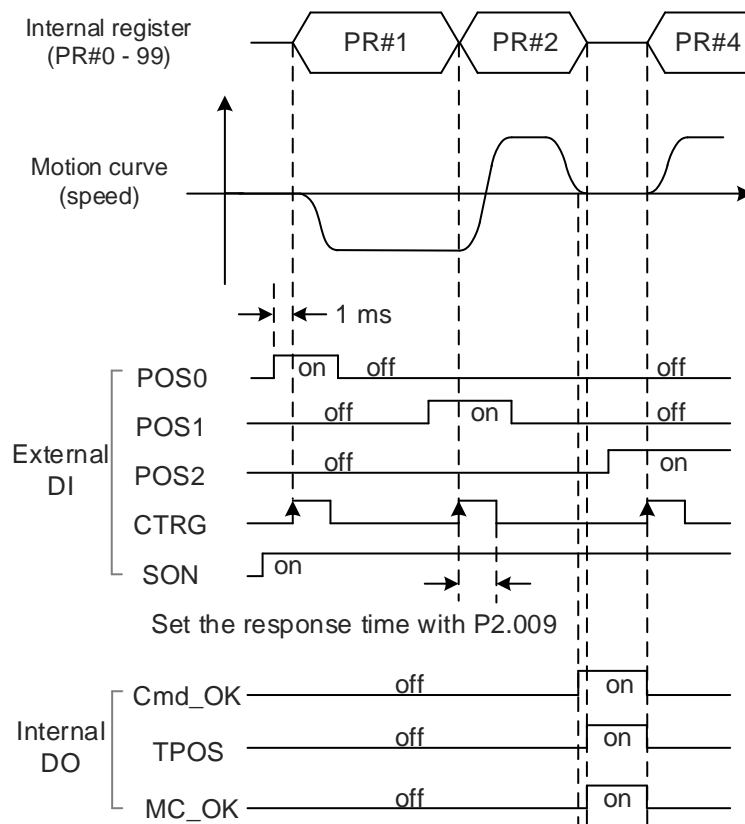 Internal register
(PR#0 - 99)
PR#1
PR#2
PR#4
Motion curve
(speed)
1 ms
POS0
on
off
off
POS1
off
on
off
External
DI
POS2
off
on
CTRG
SON
on
Set the response time with P2.009
Cmd_OK
off
on
Internal
DO
TPOS
off
on
MC_OK
off
on